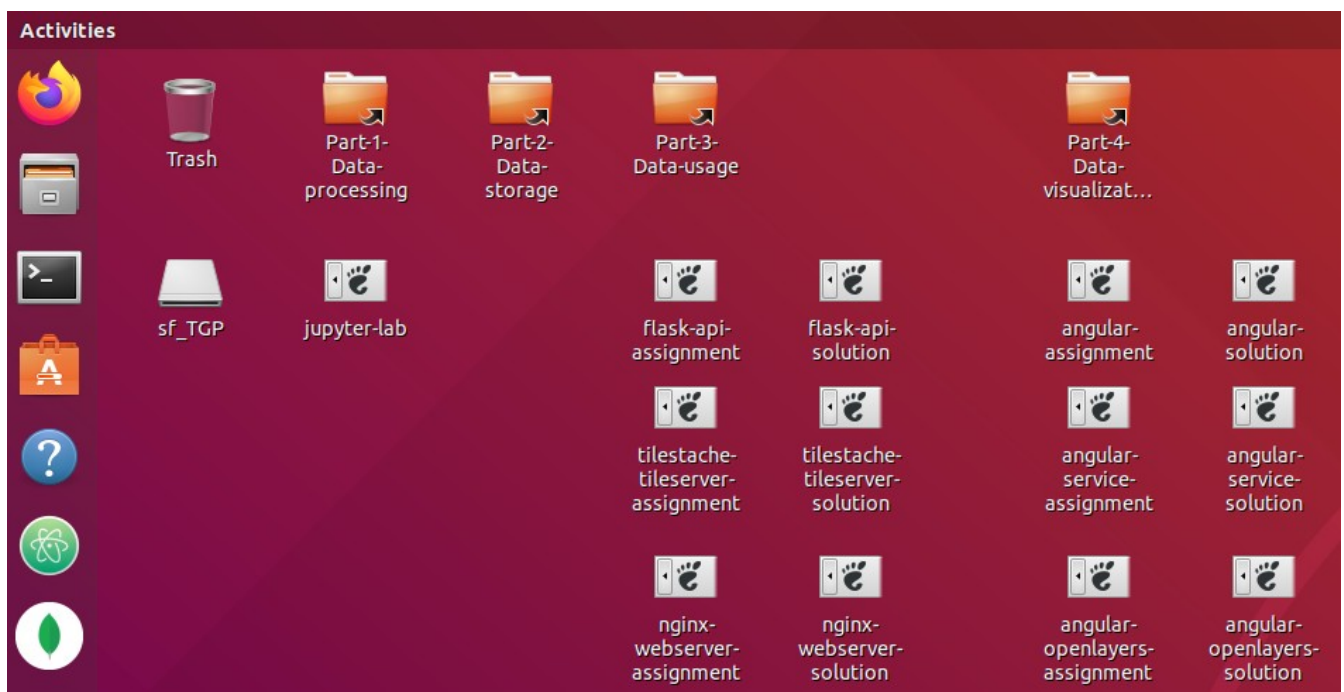 Activities
Trash
Part-1-
Data-
processing
Part-2-
Data-
storage
Part-3-
Data-usage
Part-4-
Data-
visualizat...
sf_TGP
jupyter-lab
flask-api-
assignment
flask-api-
solution
angular-
assignment
angular-
solution
tilestache-
tileserver-
assignment
tilestache-
tileserver-
solution
angular-
service-
assignment
angular-
service-
solution
nginx-
webserver-
assignment
nginx-
webserver-
solution
angular-
openlayers-
assignment
angular-
openlayers-
solution